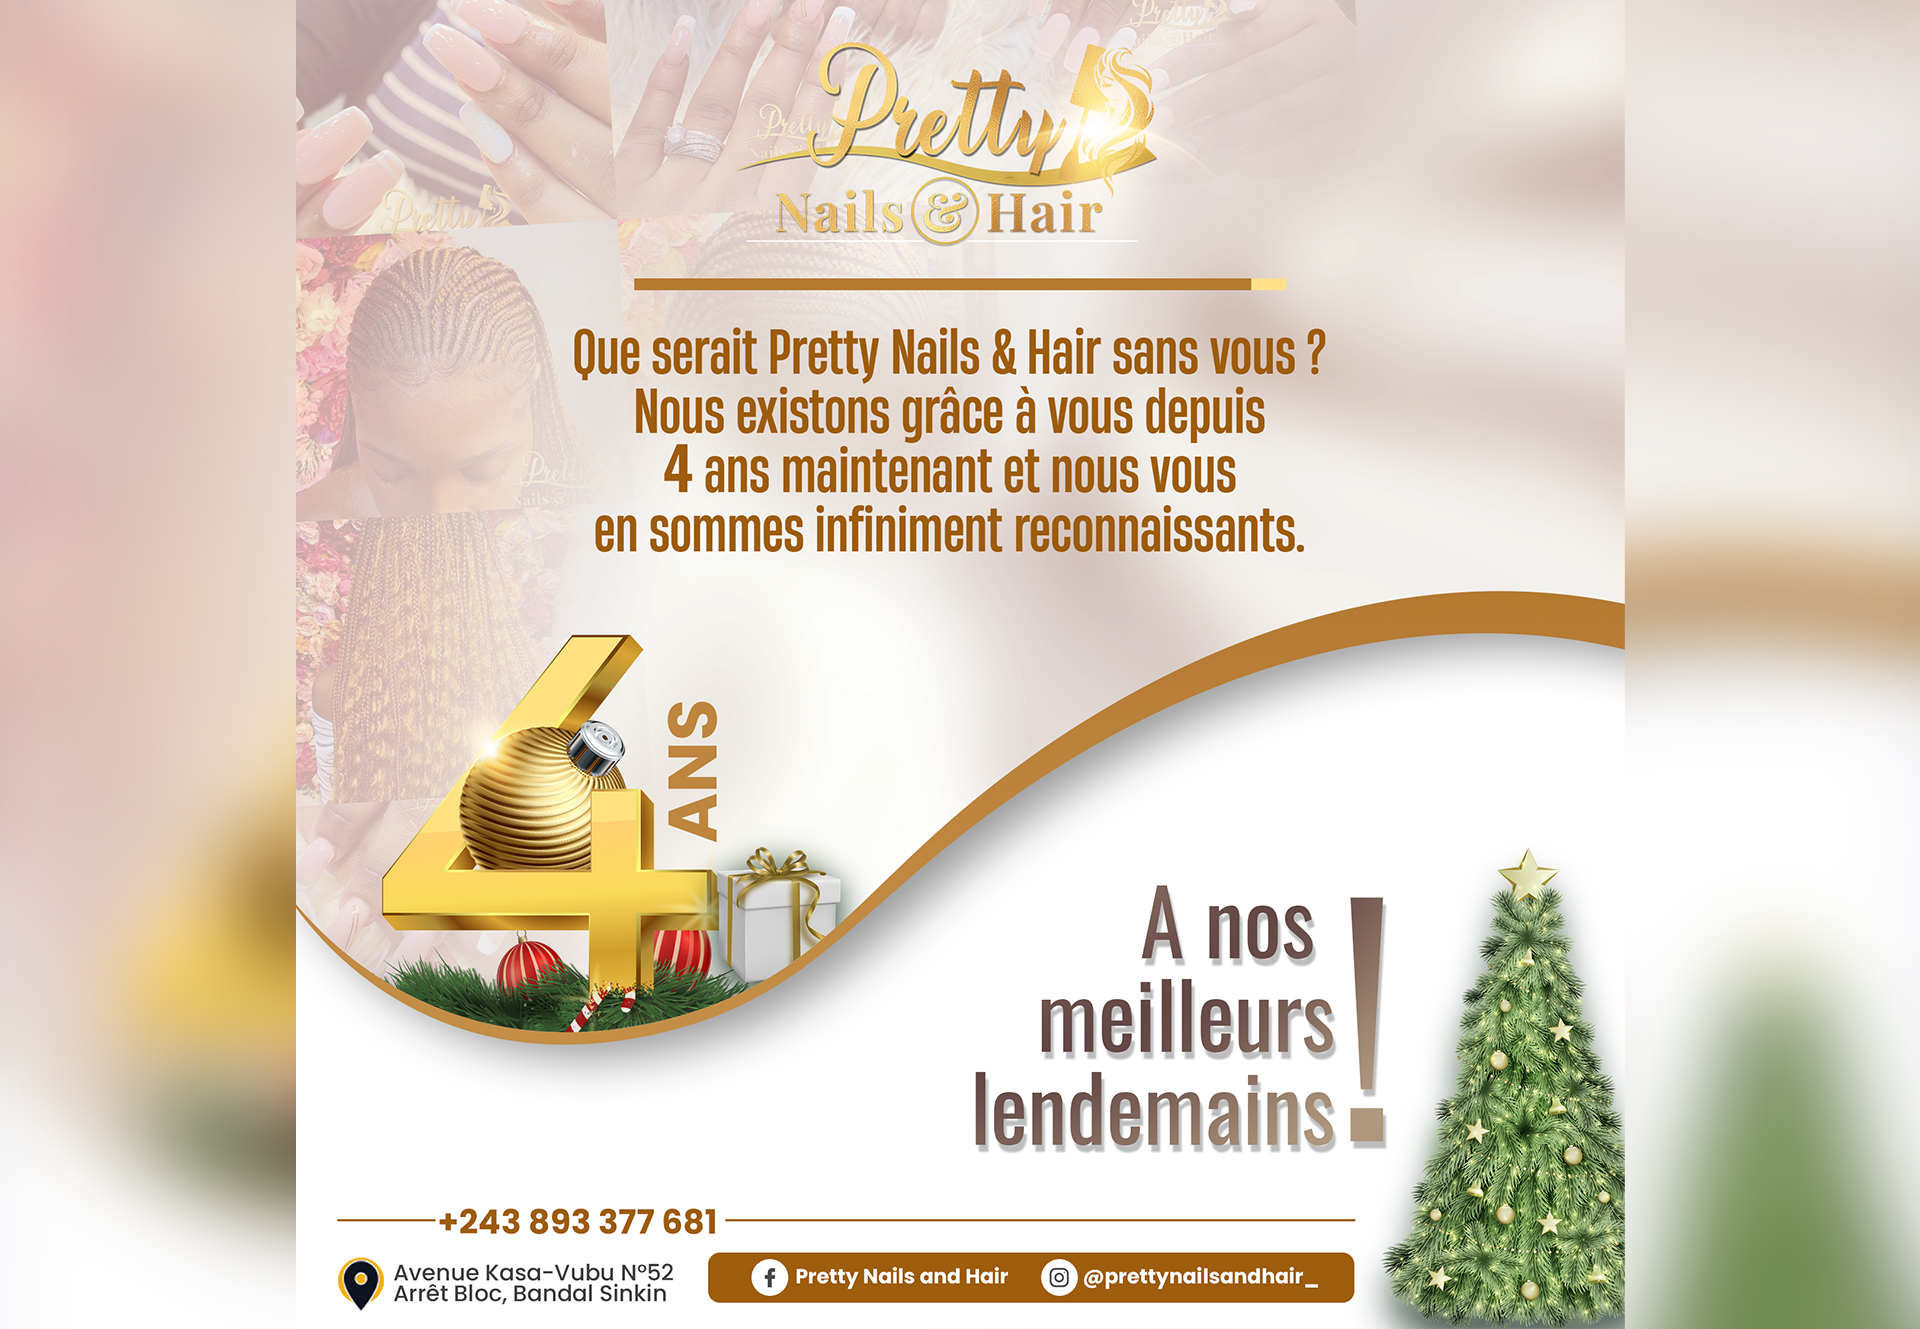 Pretty
Nails & Hair
Que serait Pretty Nails & Hair sans vous ?
Nous existons grâce à vous depuis
4 ans maintenant et nous vous
en sommes infiniment reconnaissants.
4 ANS
A nos
meilleurs
lendemains !
+243 893 377 681
Avenue Kasa-Vubu N°52
Arrêt Bloc, Bandal Sinkin
Pretty Nails and Hair
@prettynailsandhair_